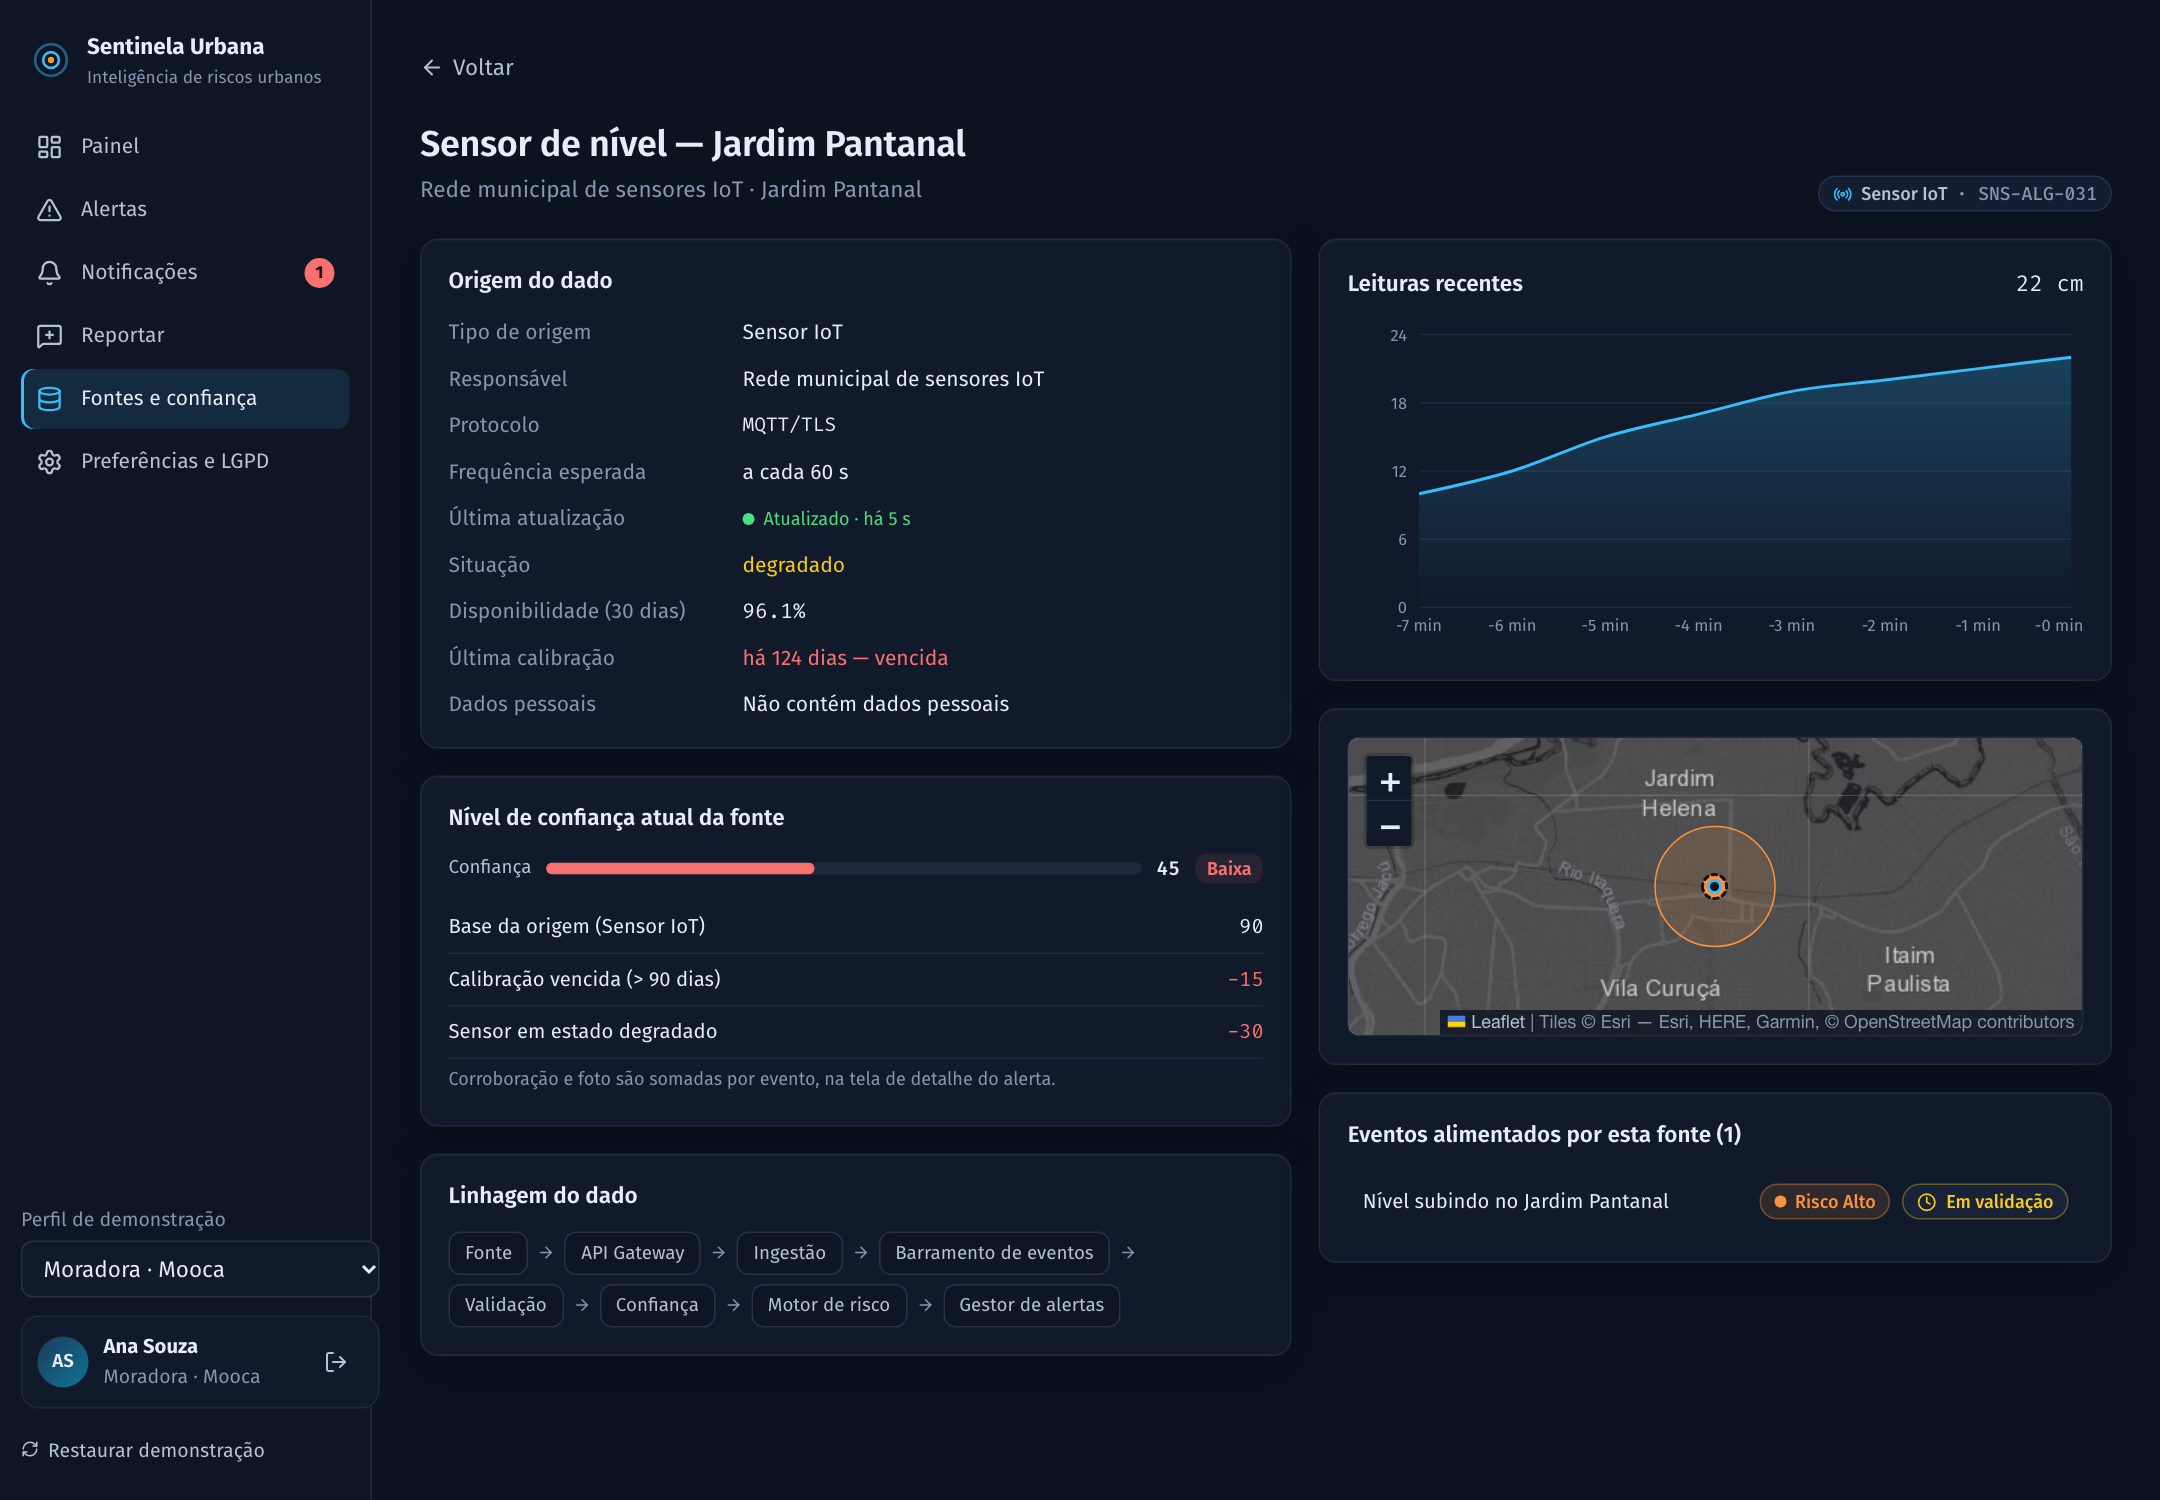 Sentinela Urbana
Inteligência de riscos urbanos
Painel
Alertas
Notificações 1
Reportar
Fontes e confiança
Preferências e LGPD
Perfil de demonstração
Moradora · Mooca
AS
Ana Souza
Moradora · Mooca
Restaurar demonstração
← Voltar
Sensor de nível — Jardim Pantanal
Rede municipal de sensores IoT · Jardim Pantanal
Sensor IoT · SNS-ALG-031
Origem do dado
Tipo de origem Sensor IoT
Responsável Rede municipal de sensores IoT
Protocolo MQTT/TLS
Frequência esperada a cada 60 s
Última atualização Atualizado · há 5 s
Situação degradado
Disponibilidade (30 dias) 96.1%
Última calibração há 124 dias — vencida
Dados pessoais Não contém dados pessoais
Nível de confiança atual da fonte
Confiança 45 Baixa
Base da origem (Sensor IoT) 90
Calibração vencida (> 90 dias) -15
Sensor em estado degradado -30
Corroboração e foto são somadas por evento, na tela de detalhe do alerta.
Linhagem do dado
Fonte → API Gateway → Ingestão → Barramento de eventos →
Validação → Confiança → Motor de risco → Gestor de alertas
Leituras recentes 22 cm
24
18
12
6
0
-7 min -6 min -5 min -4 min -3 min -2 min -1 min -0 min
+
−
Jardim
Helena
Rio Itaquera
Itaim
Paulista
Vila Curuçá
São
Leaflet | Tiles © Esri — Esri, HERE, Garmin, © OpenStreetMap contributors
Eventos alimentados por esta fonte (1)
Nível subindo no Jardim Pantanal Risco Alto Em validação